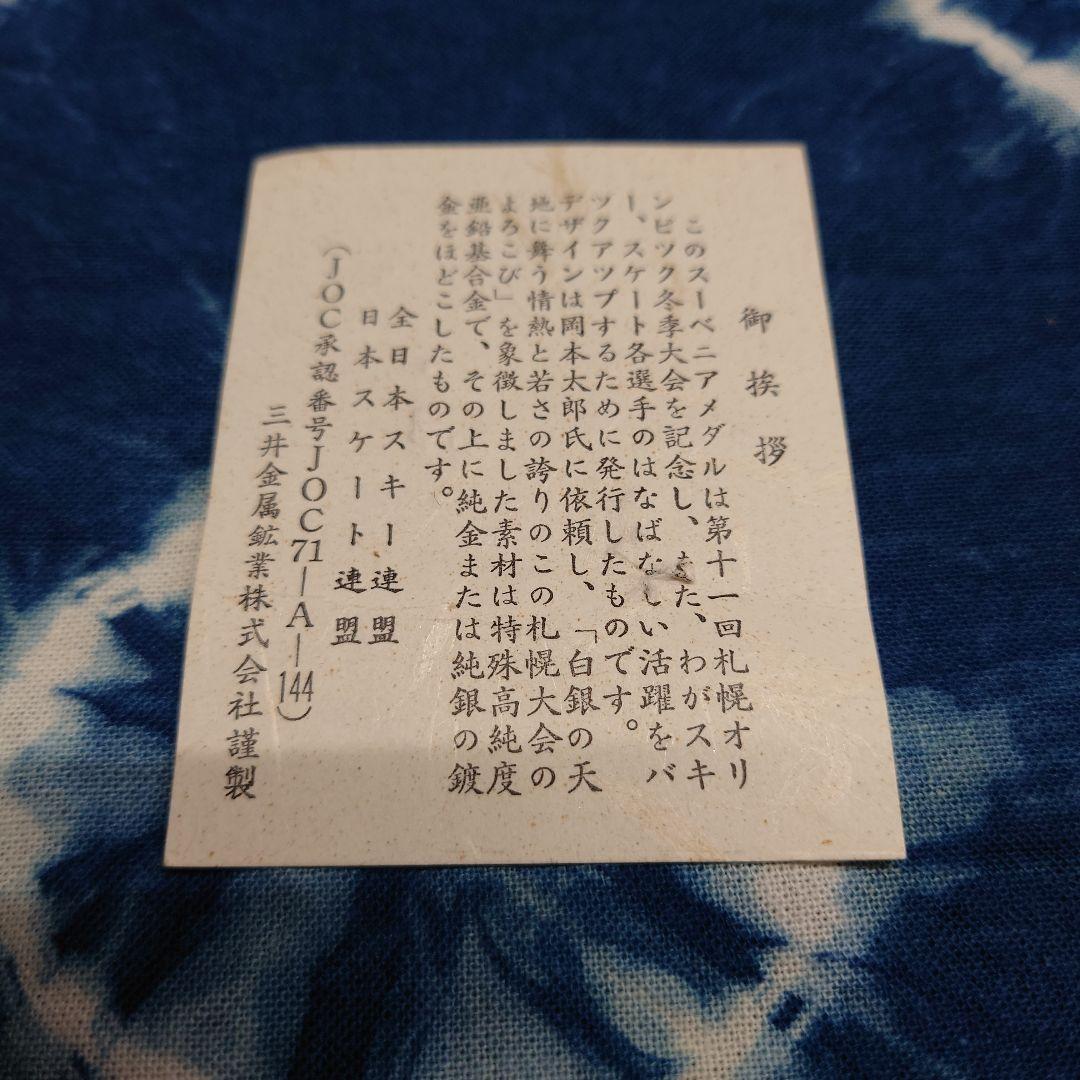 御挨拶
このスーベニアメダルは第十一回札幌オリ
ンピック冬季大会を記念し、また、わがスキ
ー、スケート各選手のはなばなしい活躍をバ
ックアップするために発行したものです。
デザインは岡本太郎氏に依頼し、「白銀の天
地に舞う情熱と若さの誇りのこの札幌大会の
よろこび」を象徴しました素材は特殊高純度
亜鉛基合金で、その上に純金または純銀の鍍
金をほどこしたものです。
全日本スキー連盟
日本スケート連盟
(JOC承認番号JOC71―A―144)
三井金属鉱業株式会社謹製